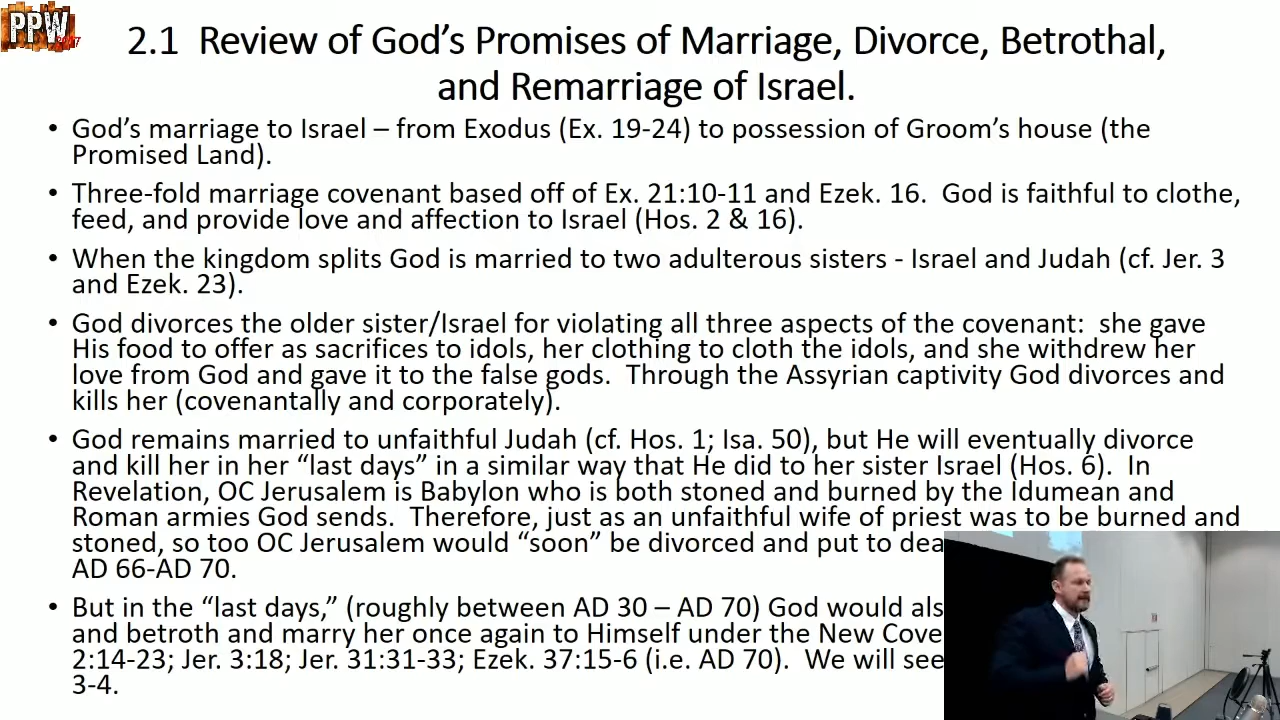 PPW
2.1 Review of God's Promises of Marriage, Divorce, Betrothal,
and Remarriage of Israel.
• God's marriage to Israel – from Exodus (Ex. 19-24) to possession of Groom's house (the
Promised Land).
• Three-fold marriage covenant based off of Ex. 21:10-11 and Ezek. 16. God is faithful to clothe,
feed, and provide love and affection to Israel (Hos. 2 & 16).
• When the kingdom splits God is married to two adulterous sisters - Israel and Judah (cf. Jer. 3
and Ezek. 23).
• God divorces the older sister/Israel for violating all three aspects of the covenant: she gave
His food to offer as sacrifices to idols, her clothing to cloth the idols, and she withdrew her
love from God and gave it to the false gods. Through the Assyrian captivity God divorces and
kills her (covenantally and corporately).
• God remains married to unfaithful Judah (cf. Hos. 1; Isa. 50), but He will eventually divorce
and kill her in her “last days” in a similar way that He did to her sister Israel (Hos. 6). In
Revelation, OC Jerusalem is Babylon who is both stoned and burned by the Idumean and
Roman armies God sends. Therefore, just as an unfaithful wife of priest was to be burned and
stoned, so too OC Jerusalem would “soon” be divorced and put to dea
AD 66-AD 70.
• But in the “last days,” (roughly between AD 30 – AD 70) God would als
and betroth and marry her once again to Himself under the New Cove
2:14-23; Jer. 3:18; Jer. 31:31-33; Ezek. 37:15-6 (i.e. AD 70). We will see
3-4.